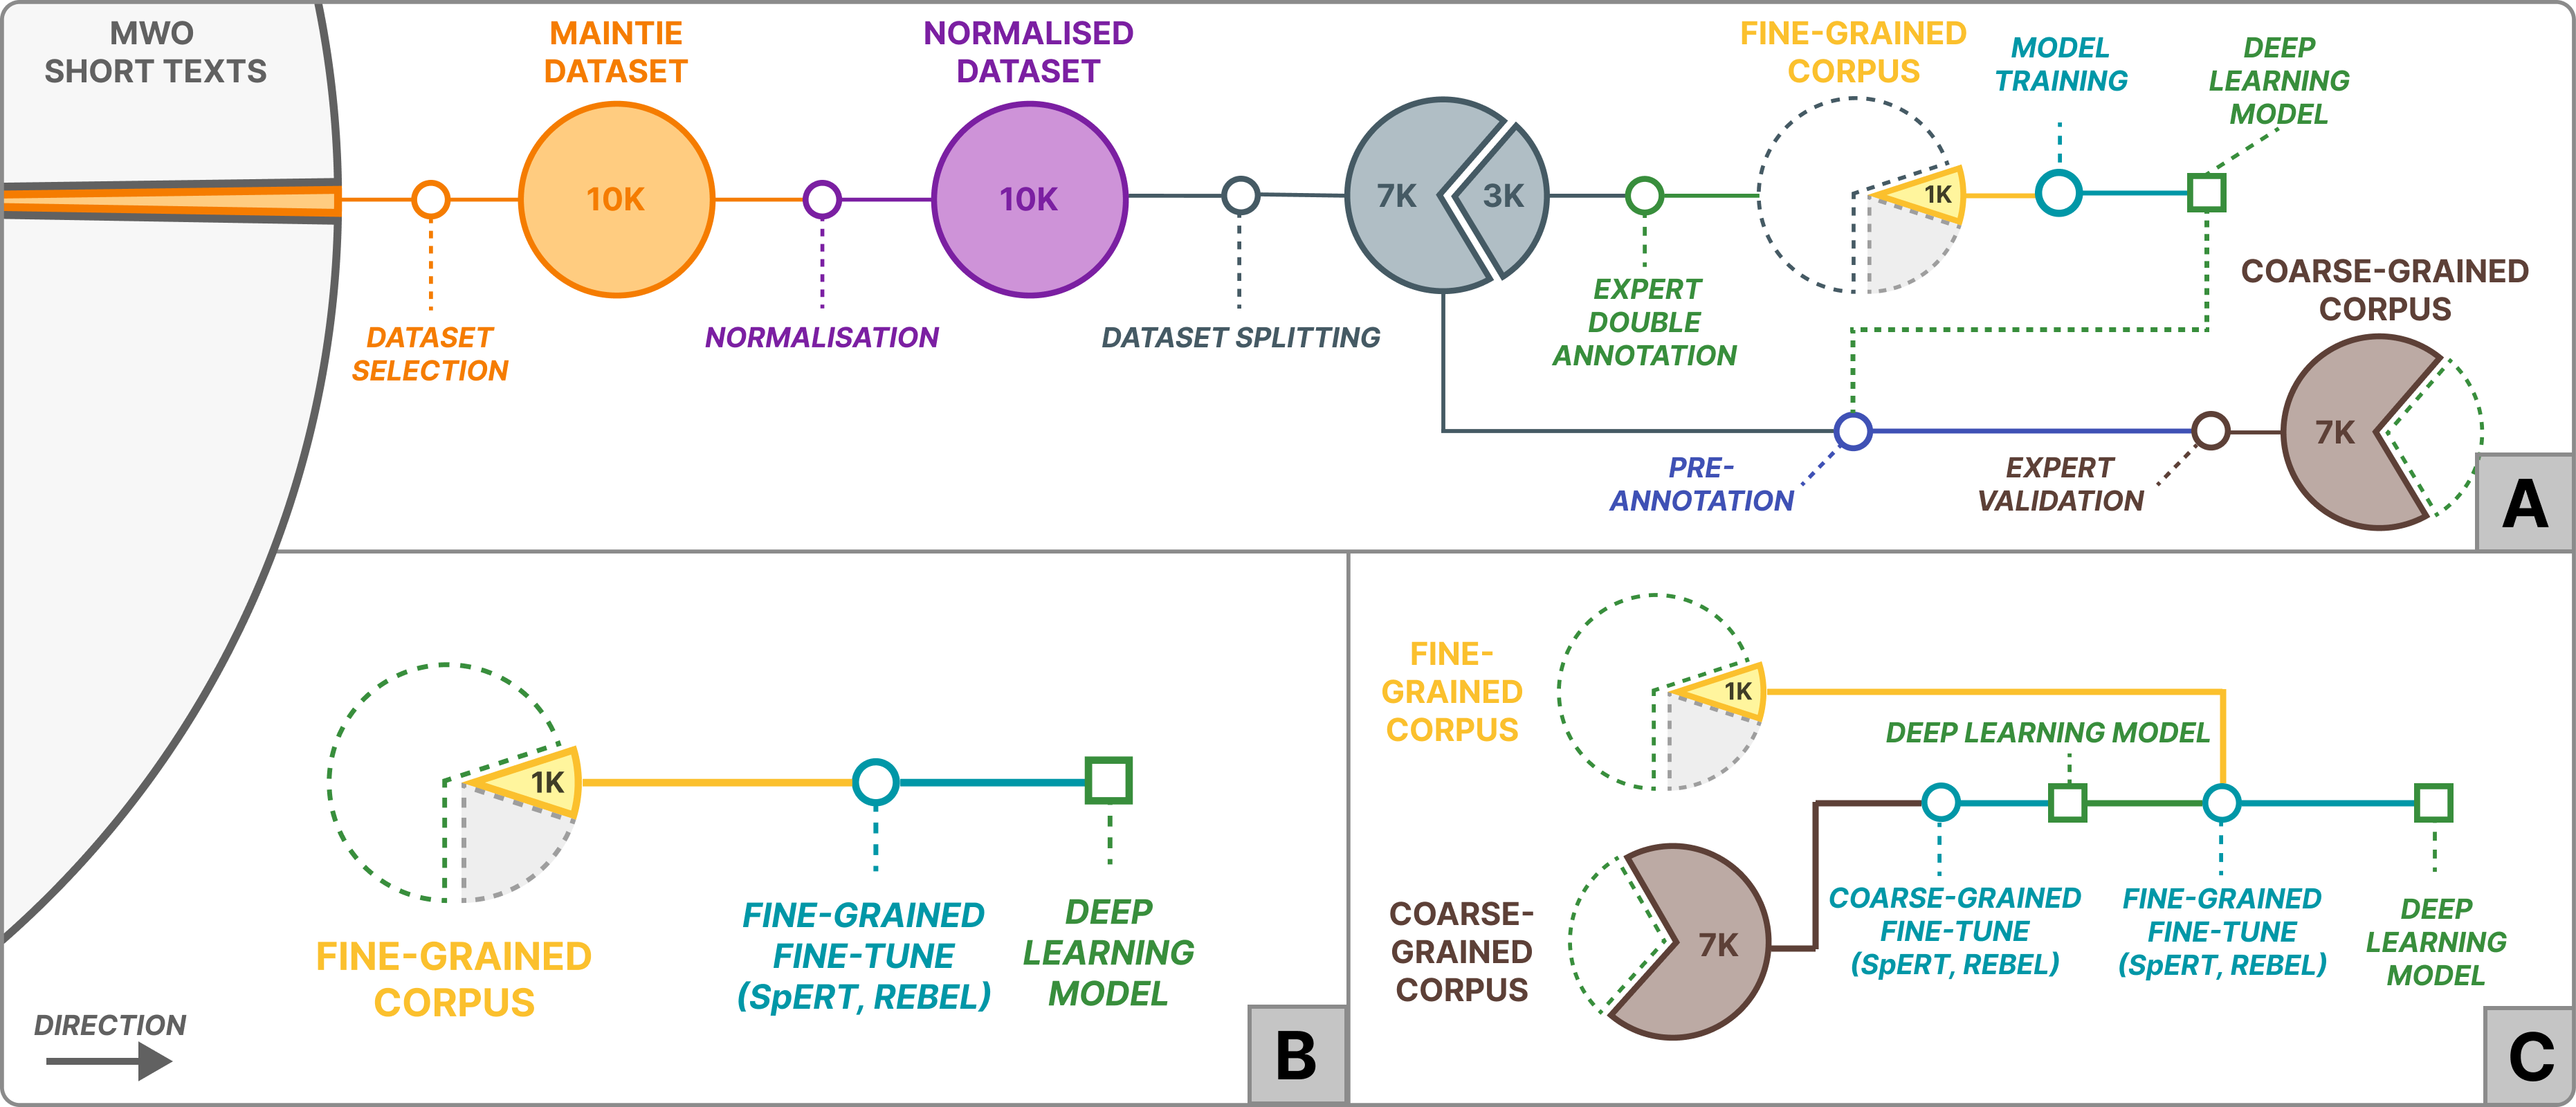 MWO
SHORT TEXTS
MAINTIE
DATASET
NORMALISED
DATASET
FINE-GRAINED
CORPUS
MODEL
TRAINING
DEEP
LEARNING
MODEL
10K
10K
7K
3K
1K
DATASET
SELECTION
NORMALISATION
DATASET SPLITTING
EXPERT
DOUBLE
ANNOTATION
COARSE-GRAINED
CORPUS
7K
PRE-
ANNOTATION
EXPERT
VALIDATION
A
1K
FINE-GRAINED
CORPUS
FINE-GRAINED
FINE-TUNE
(SpERT, REBEL)
DEEP
LEARNING
MODEL
DIRECTION
B
FINE-
GRAINED
CORPUS
1K
DEEP LEARNING MODEL
COARSE-
GRAINED
CORPUS
7K
COARSE-GRAINED
FINE-TUNE
(SpERT, REBEL)
FINE-GRAINED
FINE-TUNE
(SpERT, REBEL)
DEEP
LEARNING
MODEL
C